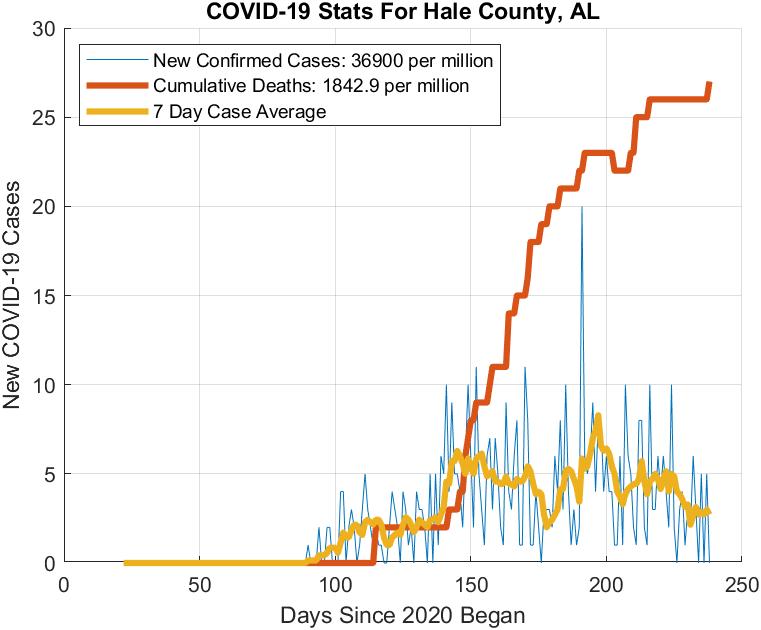 COVID-19 Stats For Hale County, AL
New Confirmed Cases: 36900 per million
Cumulative Deaths: 1842.9 per million
7 Day Case Average
New COVID-19 Cases
30
25
20
15
10
5
0
0 50 100 150 200 250
Days Since 2020 Began